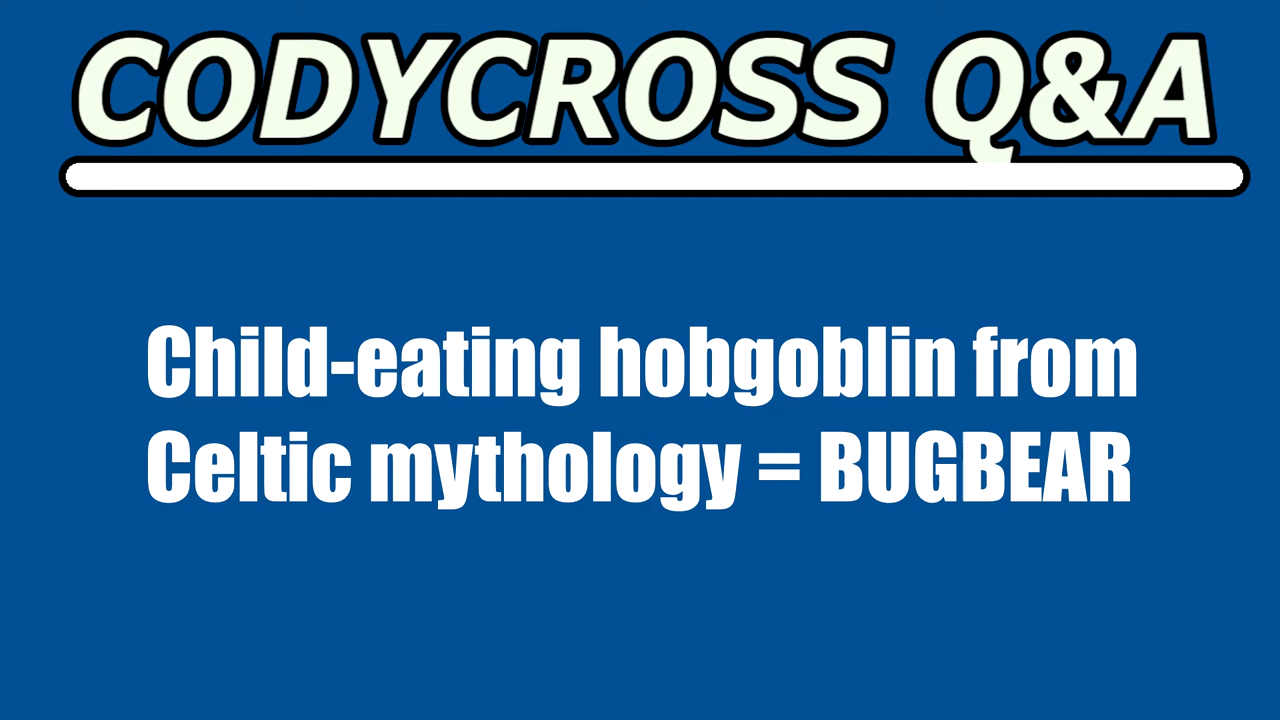 CODYCROSS Q&A
Child-eating hobgoblin from
Celtic mythology = BUGBEAR